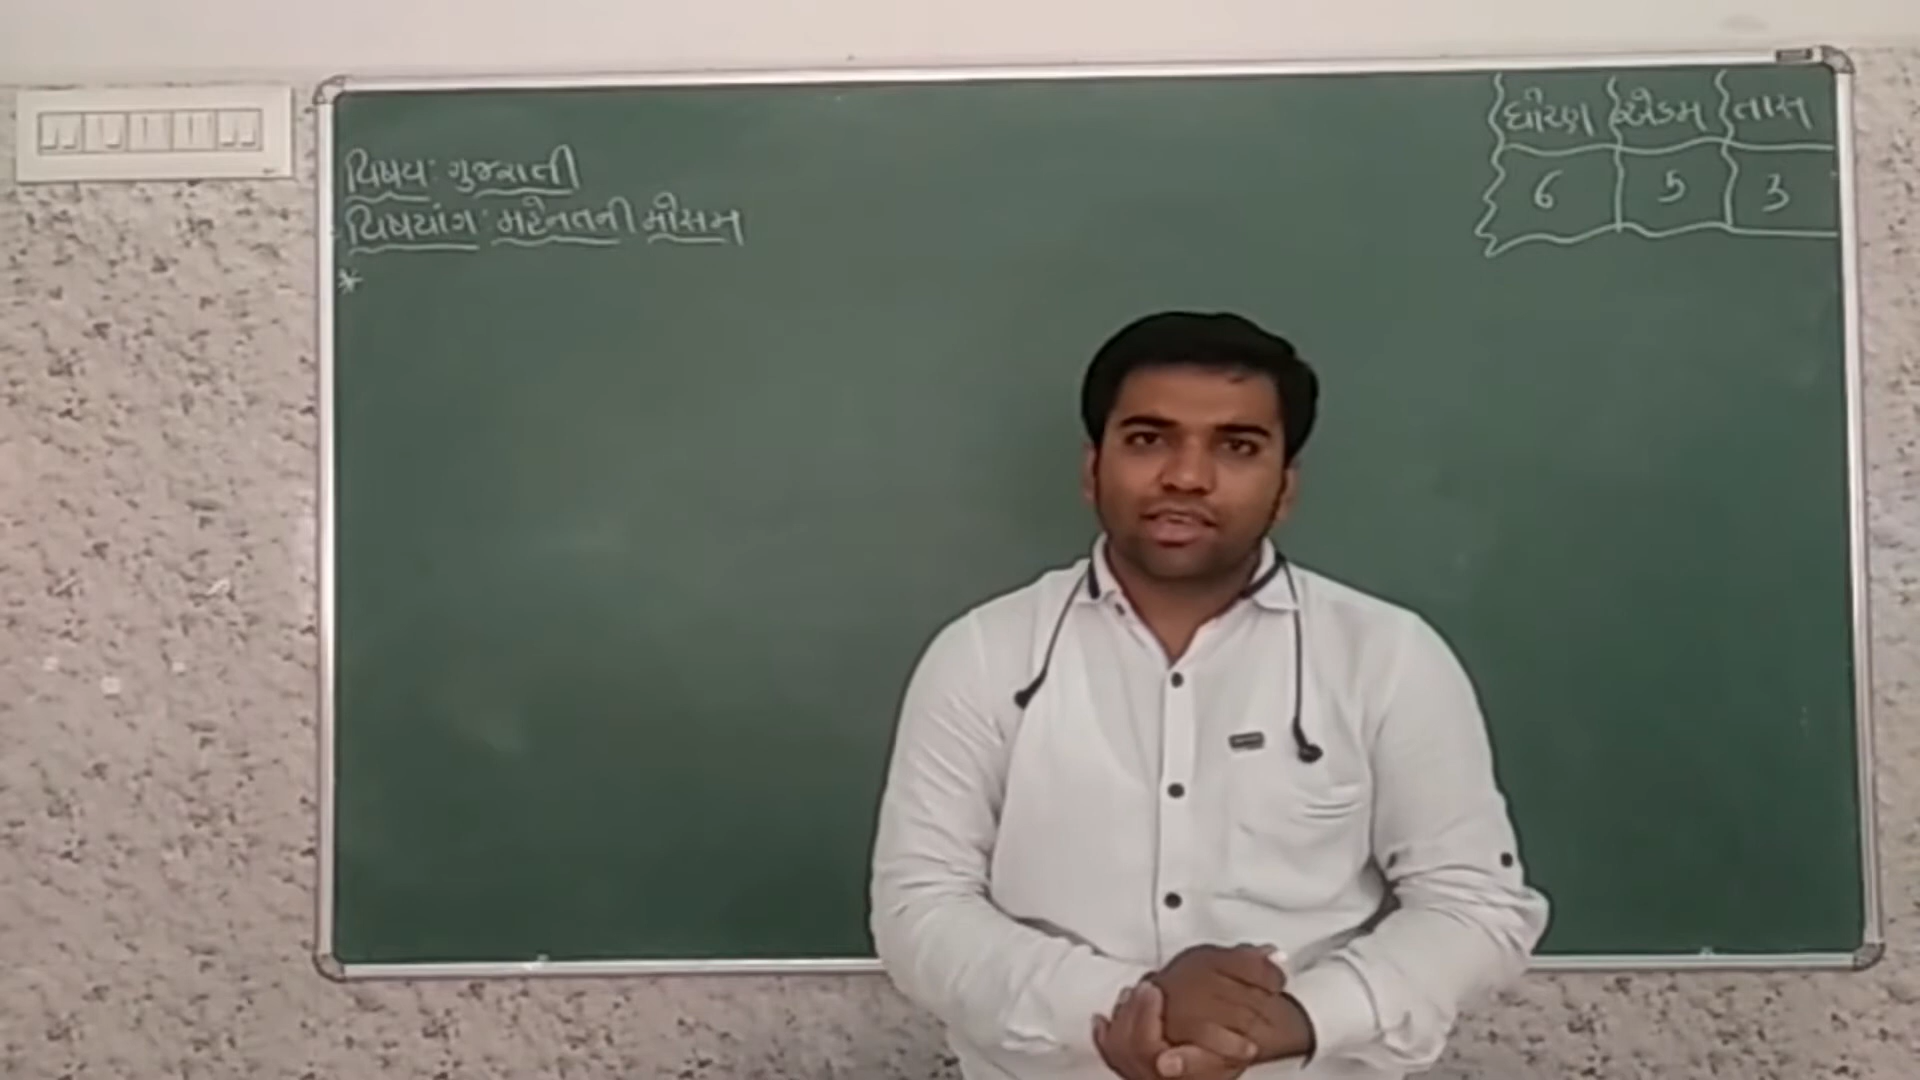 વિષય: ગુજરાતી
વિષયાંગ: મહેનતની મૌસમ
*
ધોરણ એકમ તાસ
6 5 3